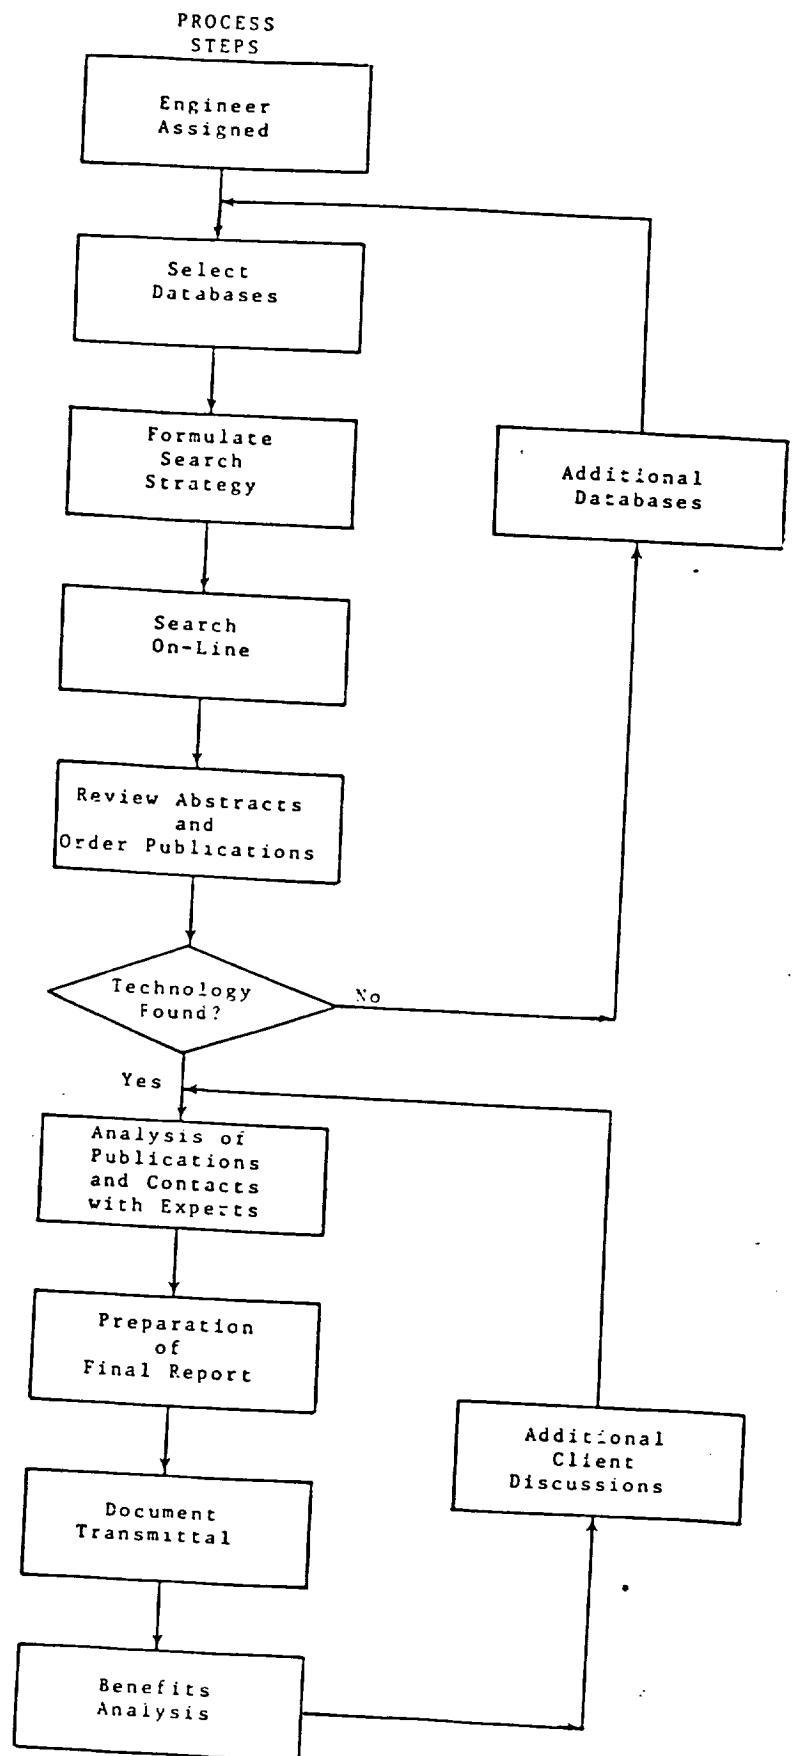 PROCESS
STEPS
Engineer
Assigned
Select
Databases
Formulate
Search
Strategy
Additional
Databases
Search
On-Line
Review Abstracts
and
Order Publications
Technology
Found?
No
Yes
Analysis of
Publications
and Contacts
with Experts
Preparation
of
Final Report
Additional
Client
Discussions
Document
Transmittal
Benefits
Analysis